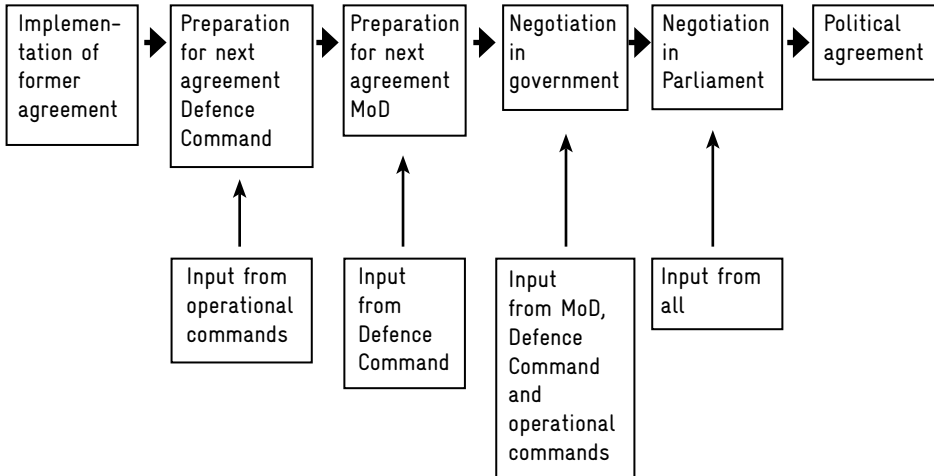 Implemen-
tation of
former
agreement
Preparation
for next
agreement
Defence
Command
Preparation
for next
agreement
MoD
Negotiation
in
government
Negotiation
in
Parliament
Political
agreement
Input from
operational
commands
Input
from
Defence
Command
Input
from MoD,
Defence
Command
and
operational
commands
Input from
all